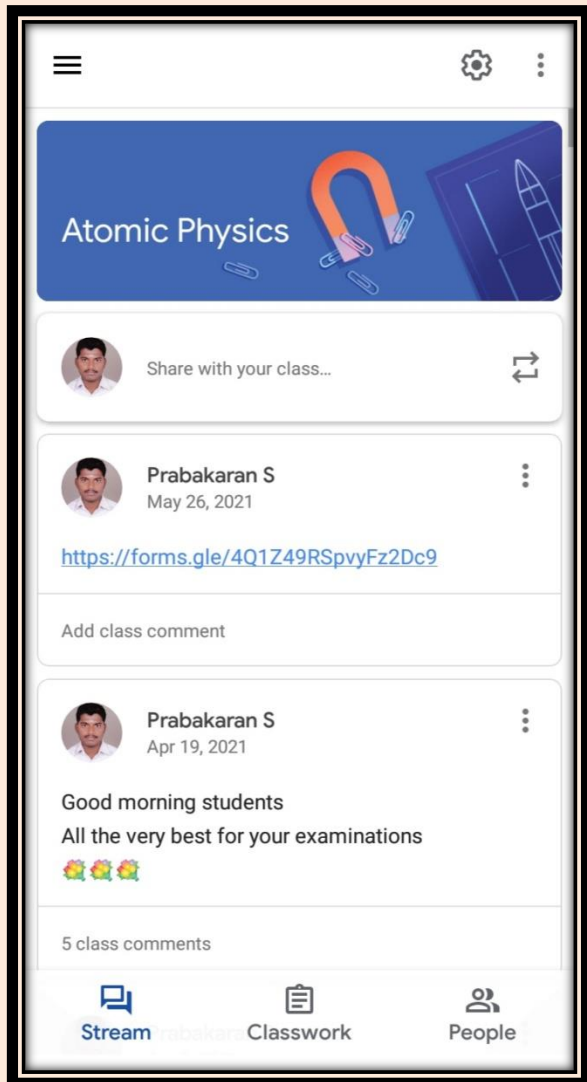 Atomic Physics
Share with your class...
Prabakaran S
May 26, 2021
https://forms.gle/4Q1Z49RSpvyFz2Dc9
Add class comment
Prabakaran S
Apr 19, 2021
Good morning students
All the very best for your examinations
💐💐💐
5 class comments
Stream
Classwork
People